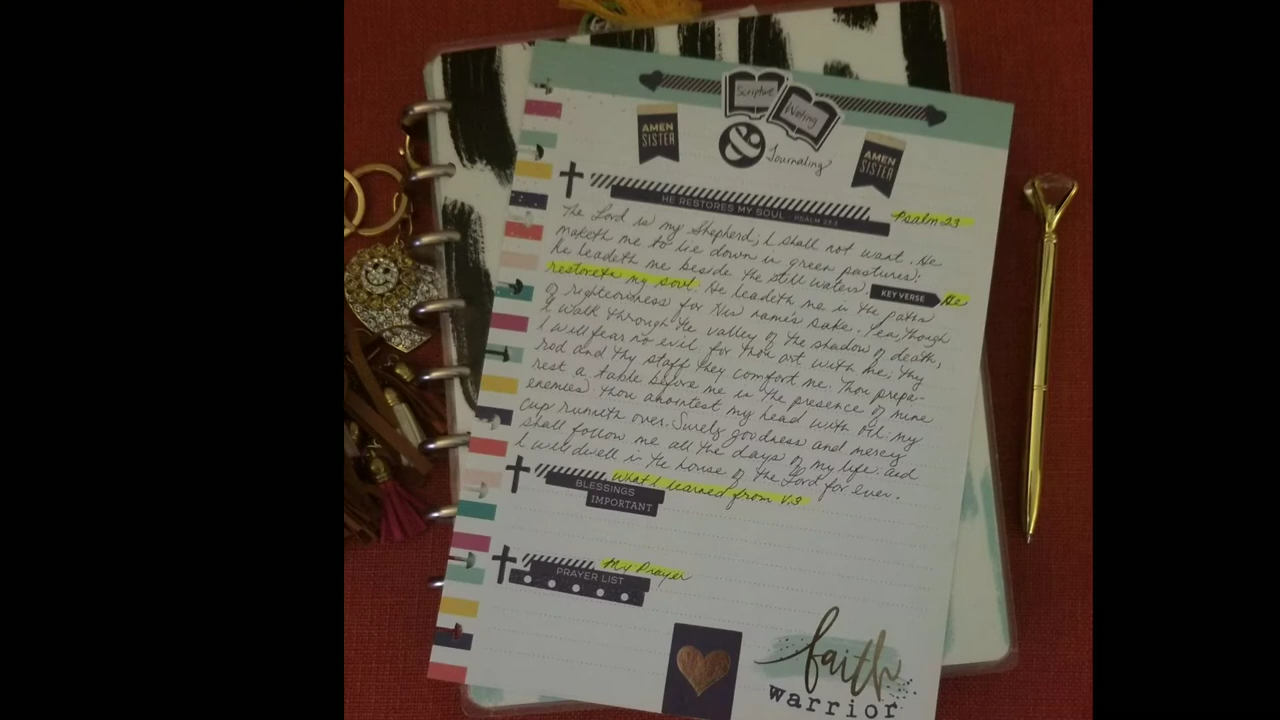 Scripture
Writing
AMEN SISTER
&
Journaling
AMEN SISTER
HE RESTORES MY SOUL - PSALM 23:3
Psalm 23
The Lord is my Shepherd; I shall not want. He
maketh me to lie down in green pastures:
he leadeth me beside the still waters. KEY VERSE He
restoreth my soul: He leadeth me in the paths
of righteousness for His name's sake. Yea, though
I walk through the valley of the shadow of death,
I will fear no evil: for thou art with me; thy
rod and thy staff they comfort me. Thou prepa-
rest a table before me in the presence of mine
enemies: thou anointest my head with oil: my
cup runneth over. Surely goodness and mercy
shall follow me all the days of my life: and
I will dwell in the house of the Lord for ever.
What I learned from V.3
BLESSINGS
IMPORTANT
My Prayer
PRAYER LIST
faith
warrior